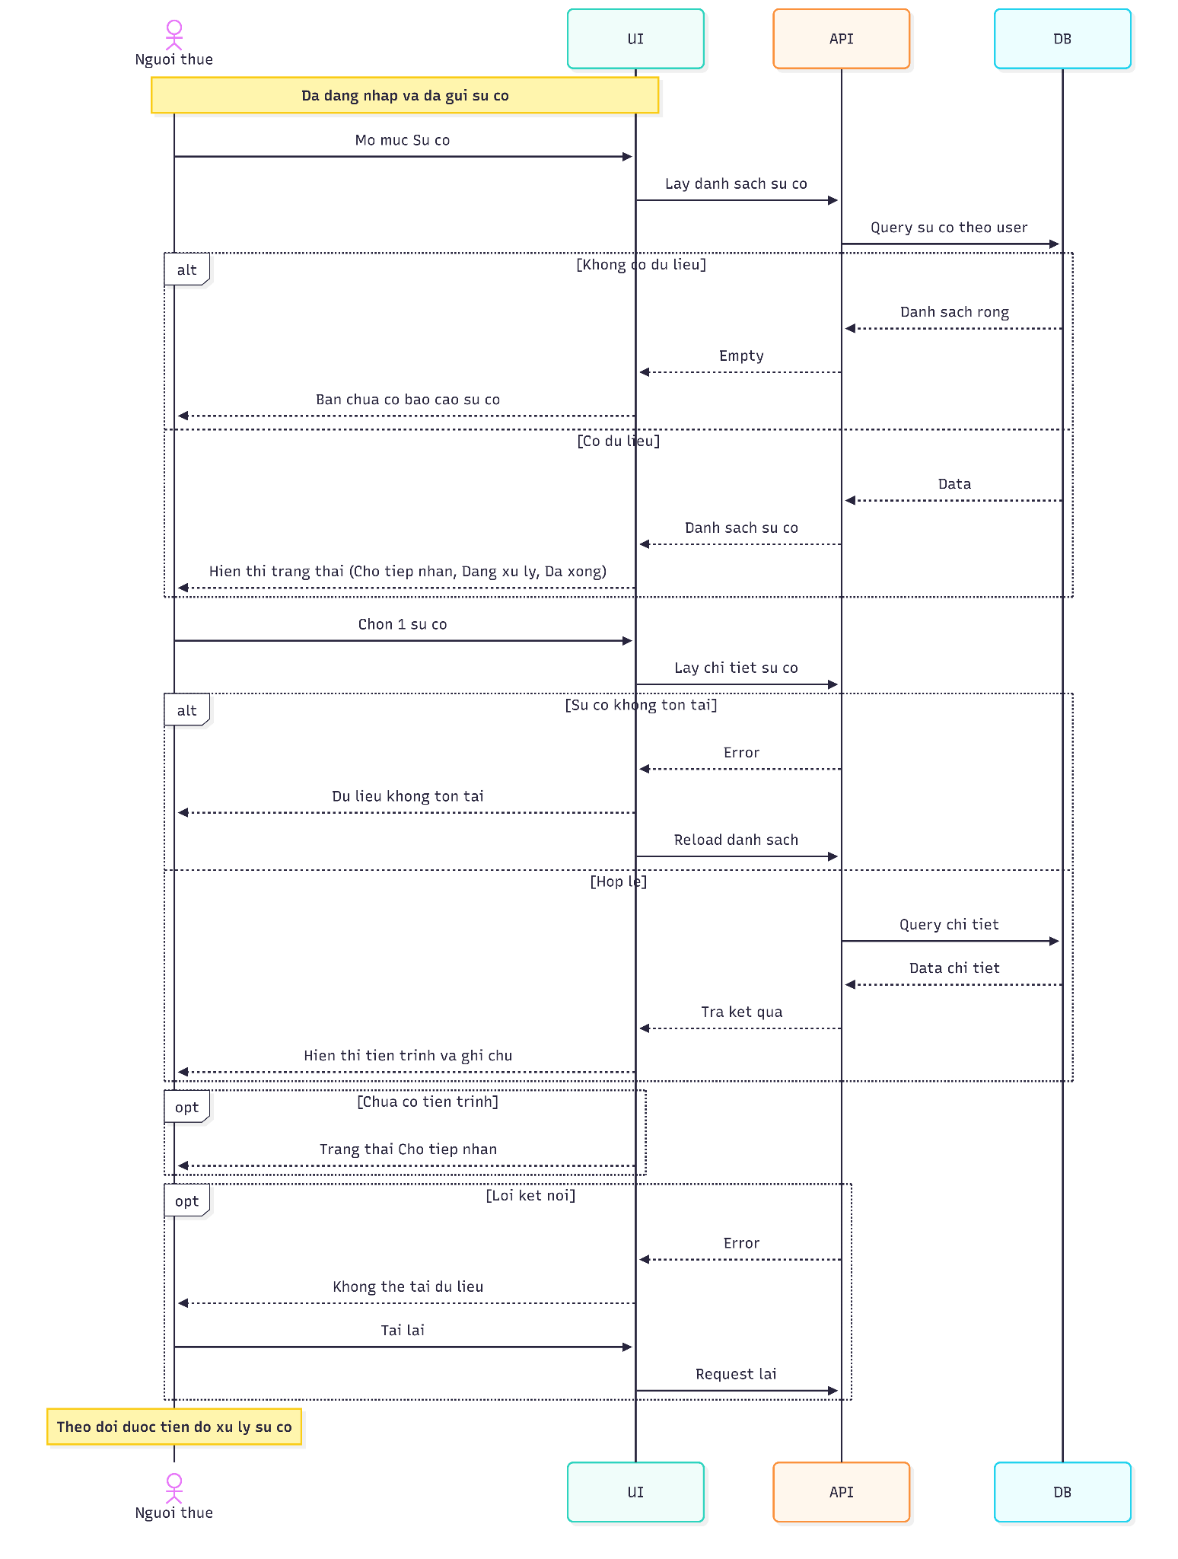 Nguoi thue
UI
API
DB
Da dang nhap va da gui su co
Mo muc Su co
Lay danh sach su co
Query su co theo user
alt
[Khong co du lieu]
Danh sach rong
Empty
Ban chua co bao cao su co
[Co du lieu]
Data
Danh sach su co
Hien thi trang thai (Cho tiep nhan, Dang xu ly, Da xong)
Chon 1 su co
Lay chi tiet su co
alt
[Su co khong ton tai]
Error
Du lieu khong ton tai
Reload danh sach
[Hop le]
Query chi tiet
Data chi tiet
Tra ket qua
Hien thi tien trinh va ghi chu
opt
[Chua co tien trinh]
Trang thai Cho tiep nhan
opt
[Loi ket noi]
Error
Khong the tai du lieu
Tai lai
Request lai
Theo doi duoc tien do xu ly su co
Nguoi thue
UI
API
DB